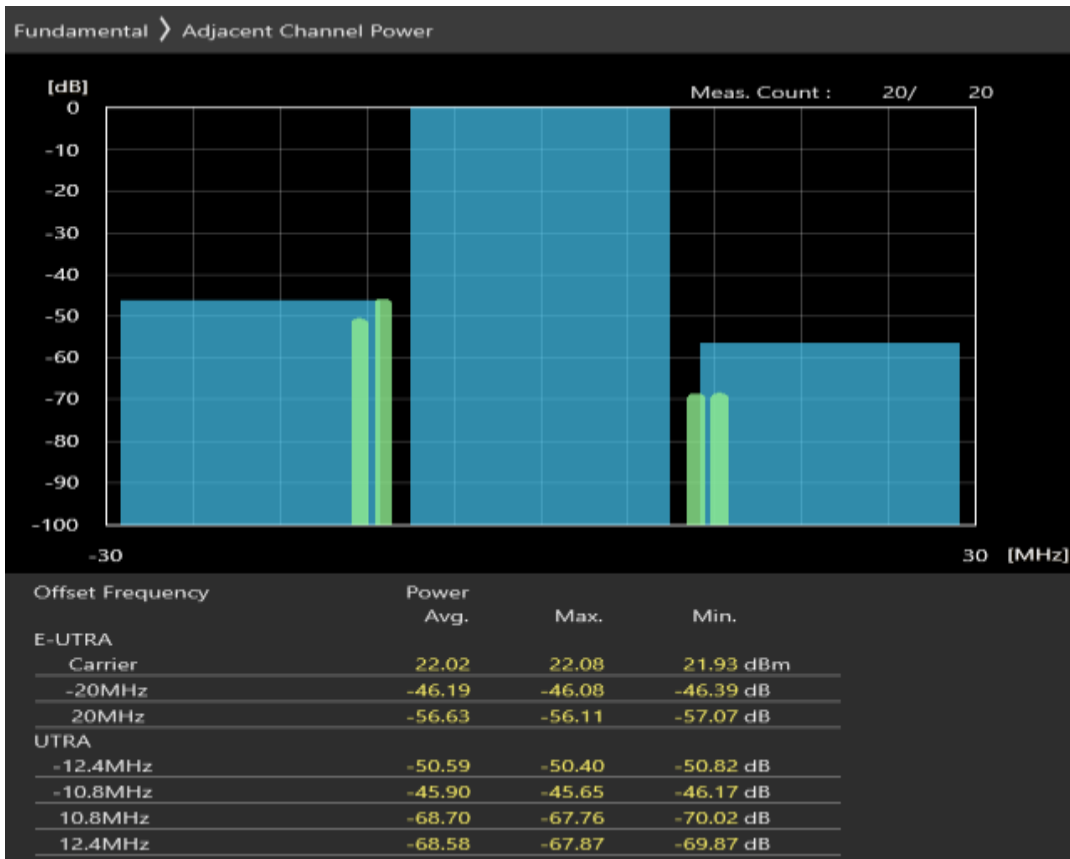 Fundamental ❯ Adjacent Channel Power
[dB]
Meas. Count : 20/ 20
0
-10
-20
-30
-40
-50
-60
-70
-80
-90
-100
-30 30 [MHz]
Offset Frequency Power
Avg. Max. Min.
E-UTRA
Carrier 22.02 22.08 21.93 dBm
-20MHz -46.19 -46.08 -46.39 dB
20MHz -56.63 -56.11 -57.07 dB
UTRA
-12.4MHz -50.59 -50.40 -50.82 dB
-10.8MHz -45.90 -45.65 -46.17 dB
10.8MHz -68.70 -67.76 -70.02 dB
12.4MHz -68.58 -67.87 -69.87 dB